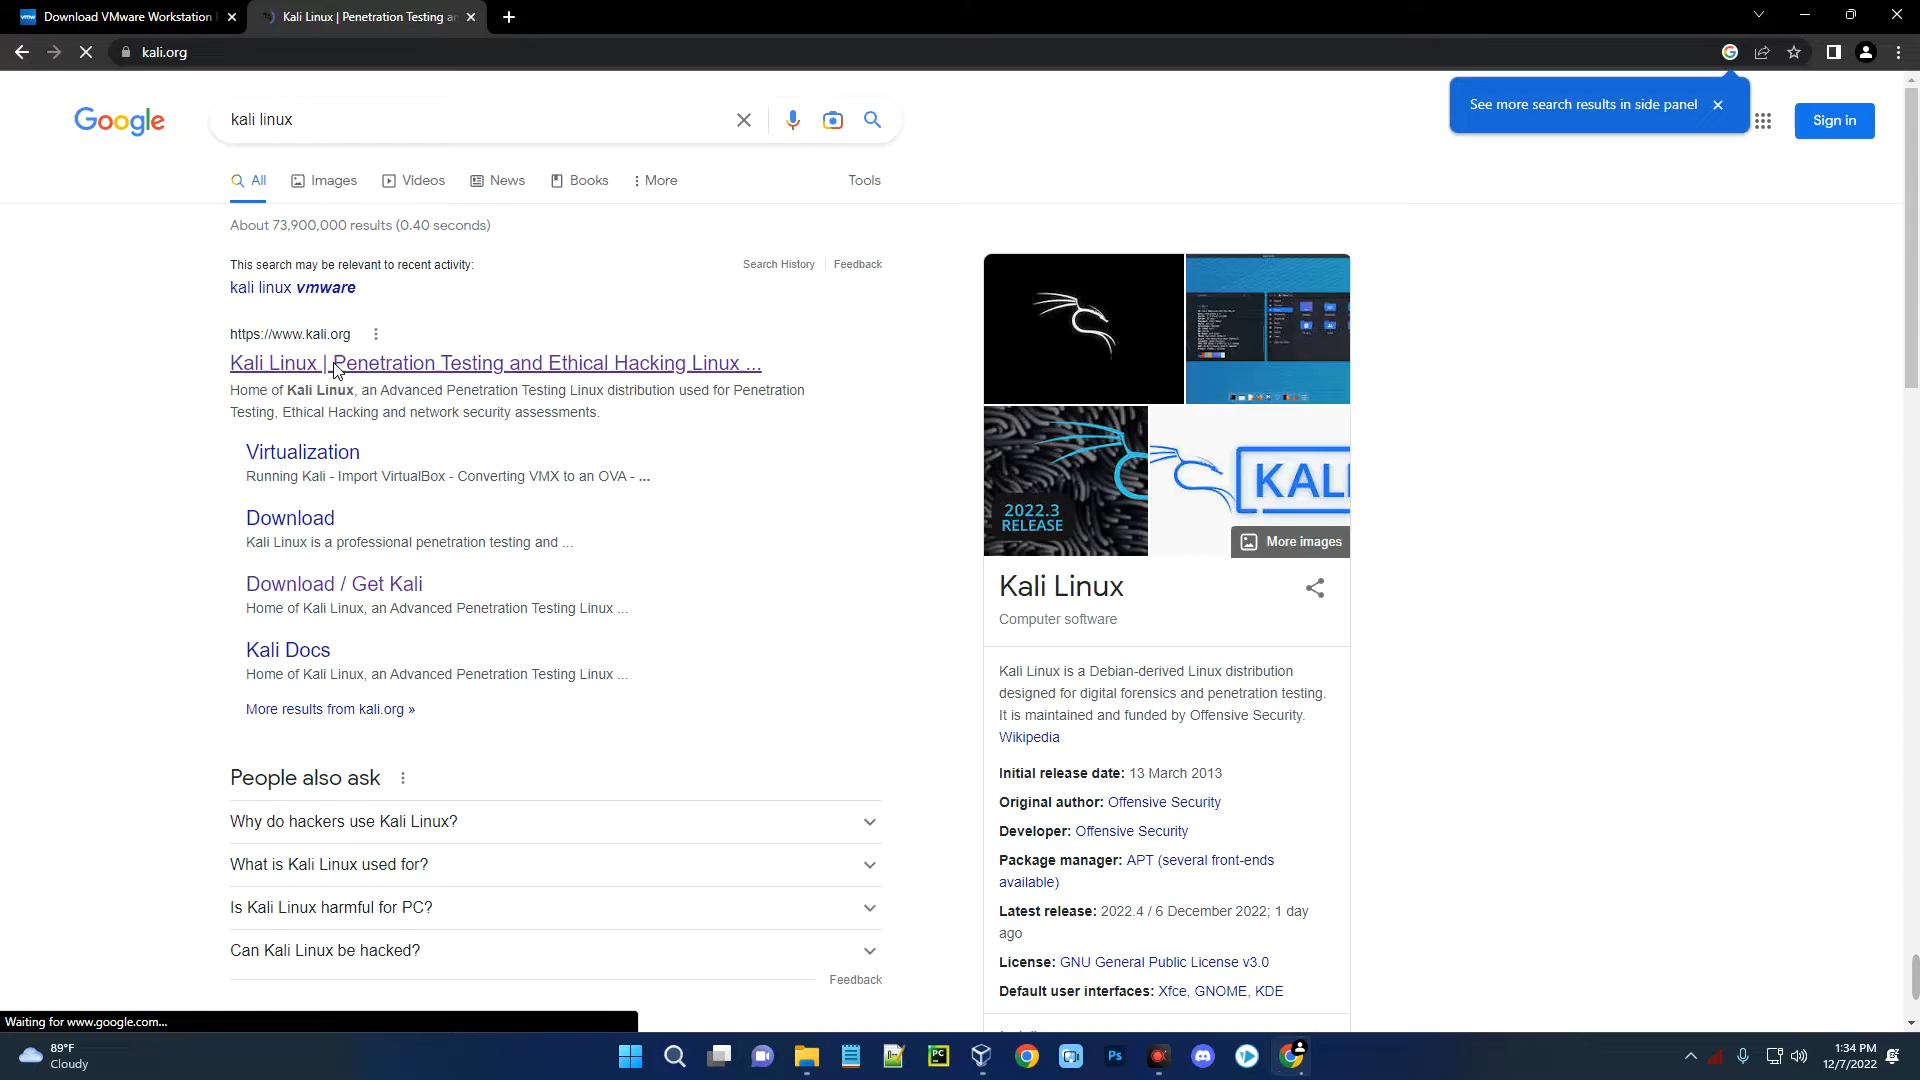 Download VMware Workstation
Kali Linux | Penetration Testing an
kali.org
See more search results in side panel
Google
kali linux
Sign in
All
Images
Videos
News
Books
More
Tools
About 73,900,000 results (0.40 seconds)
This search may be relevant to recent activity:
Search History
Feedback
kali linux vmware
https://www.kali.org
Kali Linux | Penetration Testing and Ethical Hacking Linux ...
Home of Kali Linux, an Advanced Penetration Testing Linux distribution used for Penetration
Testing, Ethical Hacking and network security assessments.
Virtualization
Running Kali - Import VirtualBox - Converting VMX to an OVA - ...
Download
Kali Linux is a professional penetration testing and ...
Download / Get Kali
Home of Kali Linux, an Advanced Penetration Testing Linux ...
Kali Docs
Home of Kali Linux, an Advanced Penetration Testing Linux ...
More results from kali.org »
People also ask
Why do hackers use Kali Linux?
What is Kali Linux used for?
Is Kali Linux harmful for PC?
Can Kali Linux be hacked?
Feedback
2022.3
RELEASE
KALI
More images
Kali Linux
Computer software
Kali Linux is a Debian-derived Linux distribution
designed for digital forensics and penetration testing.
It is maintained and funded by Offensive Security.
Wikipedia
Initial release date: 13 March 2013
Original author: Offensive Security
Developer: Offensive Security
Package manager: APT (several front-ends
available)
Latest release: 2022.4 / 6 December 2022; 1 day
ago
License: GNU General Public License v3.0
Default user interfaces: Xfce, GNOME, KDE
Waiting for www.google.com...
89°F
Cloudy
PC
Ps
1:34 PM
12/7/2022